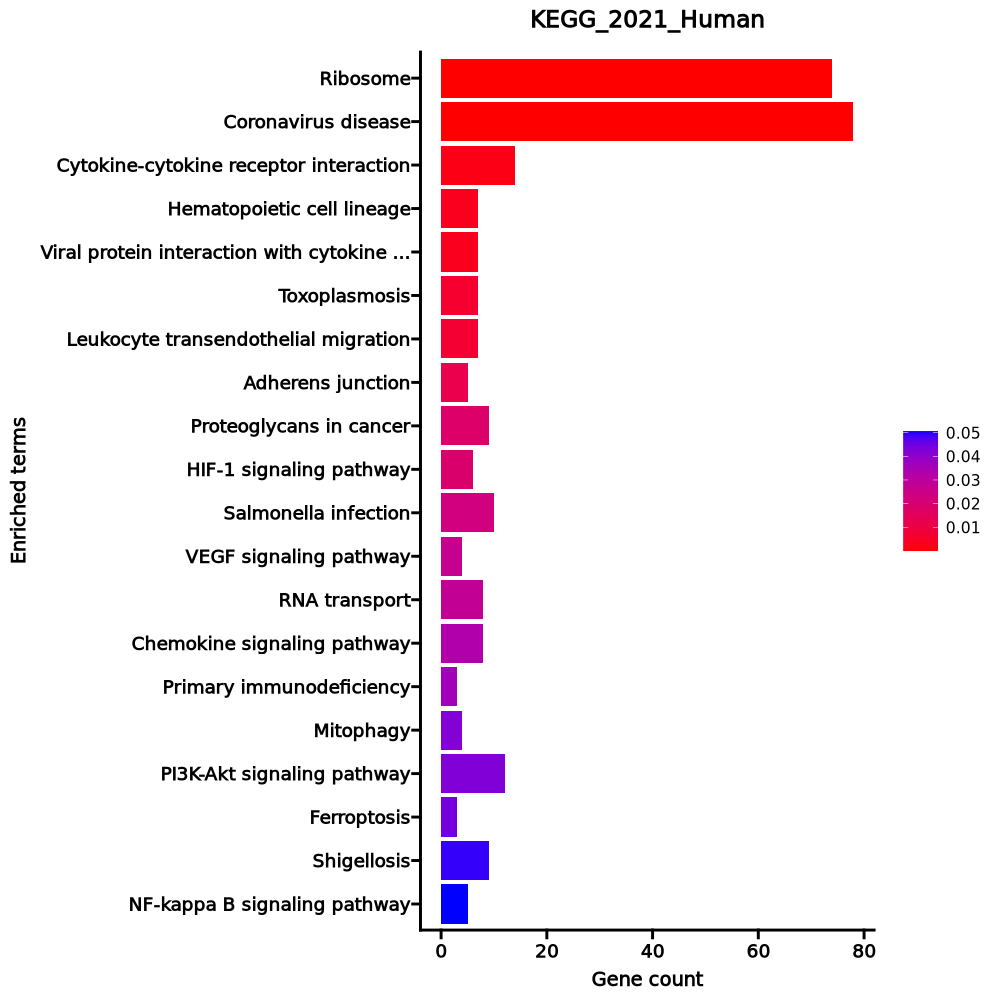 KEGG_2021_Human
Ribosome
Coronavirus disease
Cytokine-cytokine receptor interaction
Hematopoietic cell lineage
Viral protein interaction with cytokine ...
Toxoplasmosis
Leukocyte transendothelial migration
Adherens junction
Proteoglycans in cancer
HIF-1 signaling pathway
Salmonella infection
VEGF signaling pathway
RNA transport
Chemokine signaling pathway
Primary immunodeficiency
Mitophagy
PI3K-Akt signaling pathway
Ferroptosis
Shigellosis
NF-kappa B signaling pathway
Enriched terms
0 20 40 60 80
Gene count
0.05
0.04
0.03
0.02
0.01